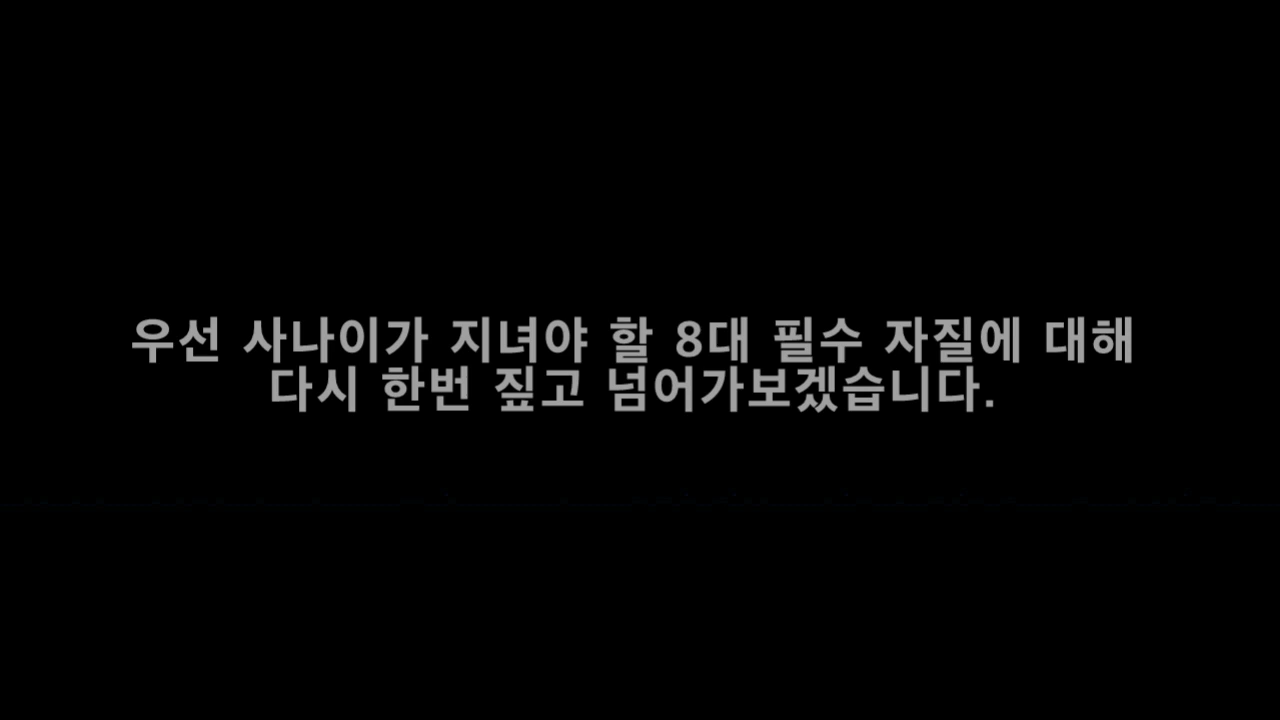 우선 사나이가 지녀야 할 8대 필수 자질에 대해
다시 한번 짚고 넘어가보겠습니다.